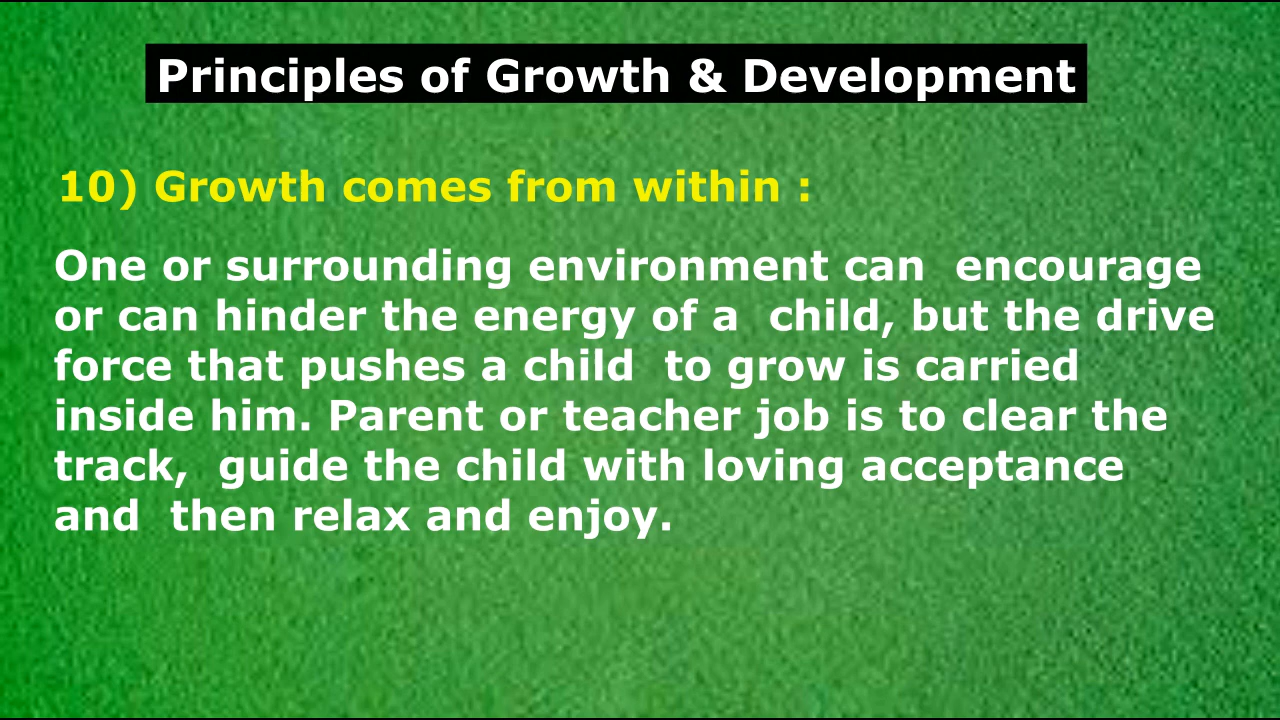 Principles of Growth & Development
10) Growth comes from within :
One or surrounding environment can  encourage
or can hinder the energy of a  child, but the drive
force that pushes a child  to grow is carried
inside him. Parent or teacher job is to clear the
track,  guide the child with loving acceptance
and  then relax and enjoy.